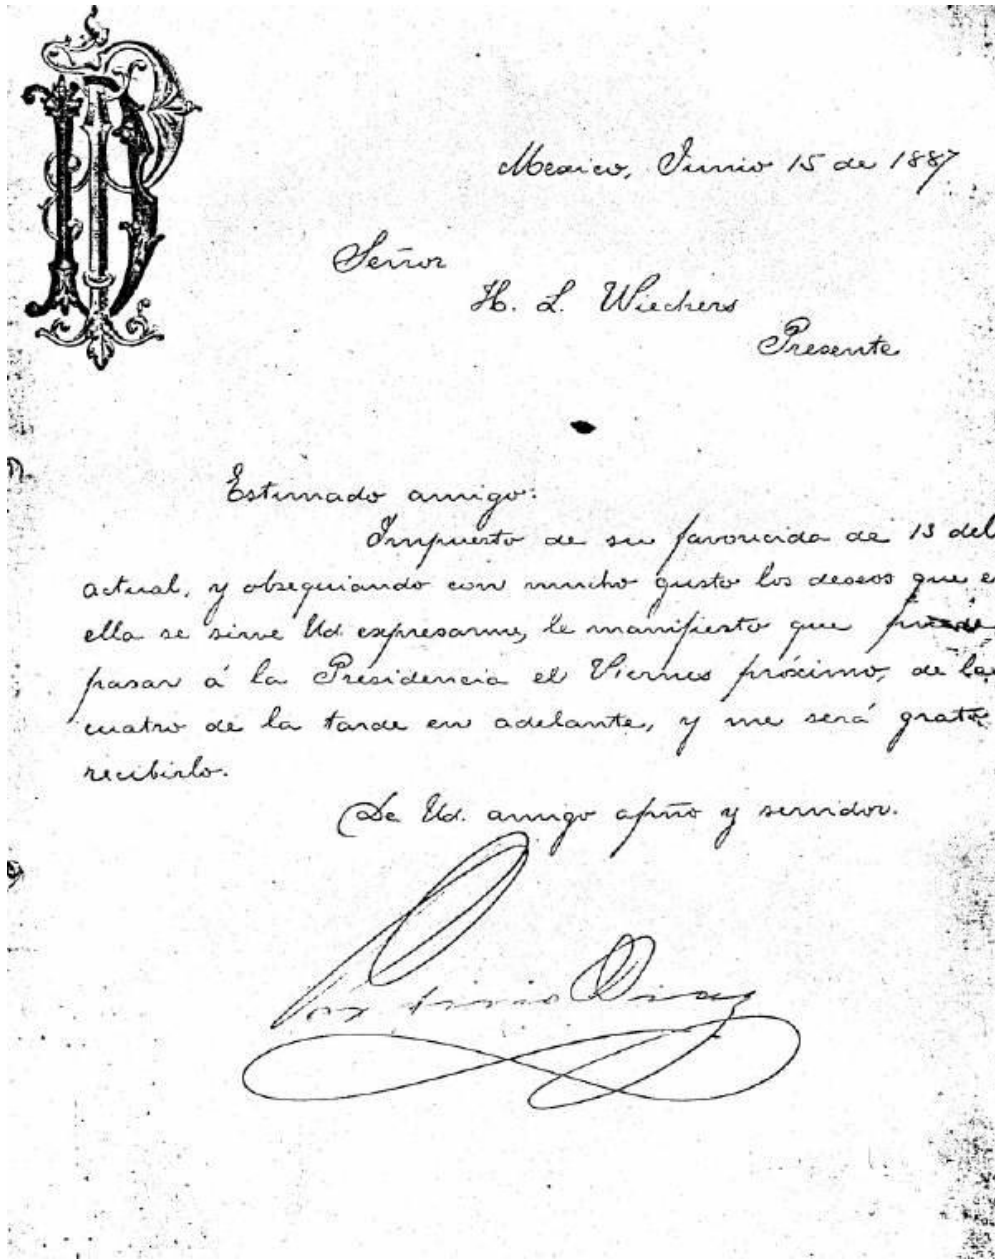 Mexico, Junio 15 de 1887
Señor
H. L. Wiechers
Presente
Estimado amigo:
Impuesto de su favorecida de 13 del
actual, y obsequiando con mucho gusto los deseos que e
ella se sirve Ud. expresarme, le manifiesto que puede
pasar á la Presidencia el Viernes próximo, de la
cuatro de la tarde en adelante, y me será grato
recibirlo.
De Ud. amigo afmo y servidor.
Porfirio Diaz